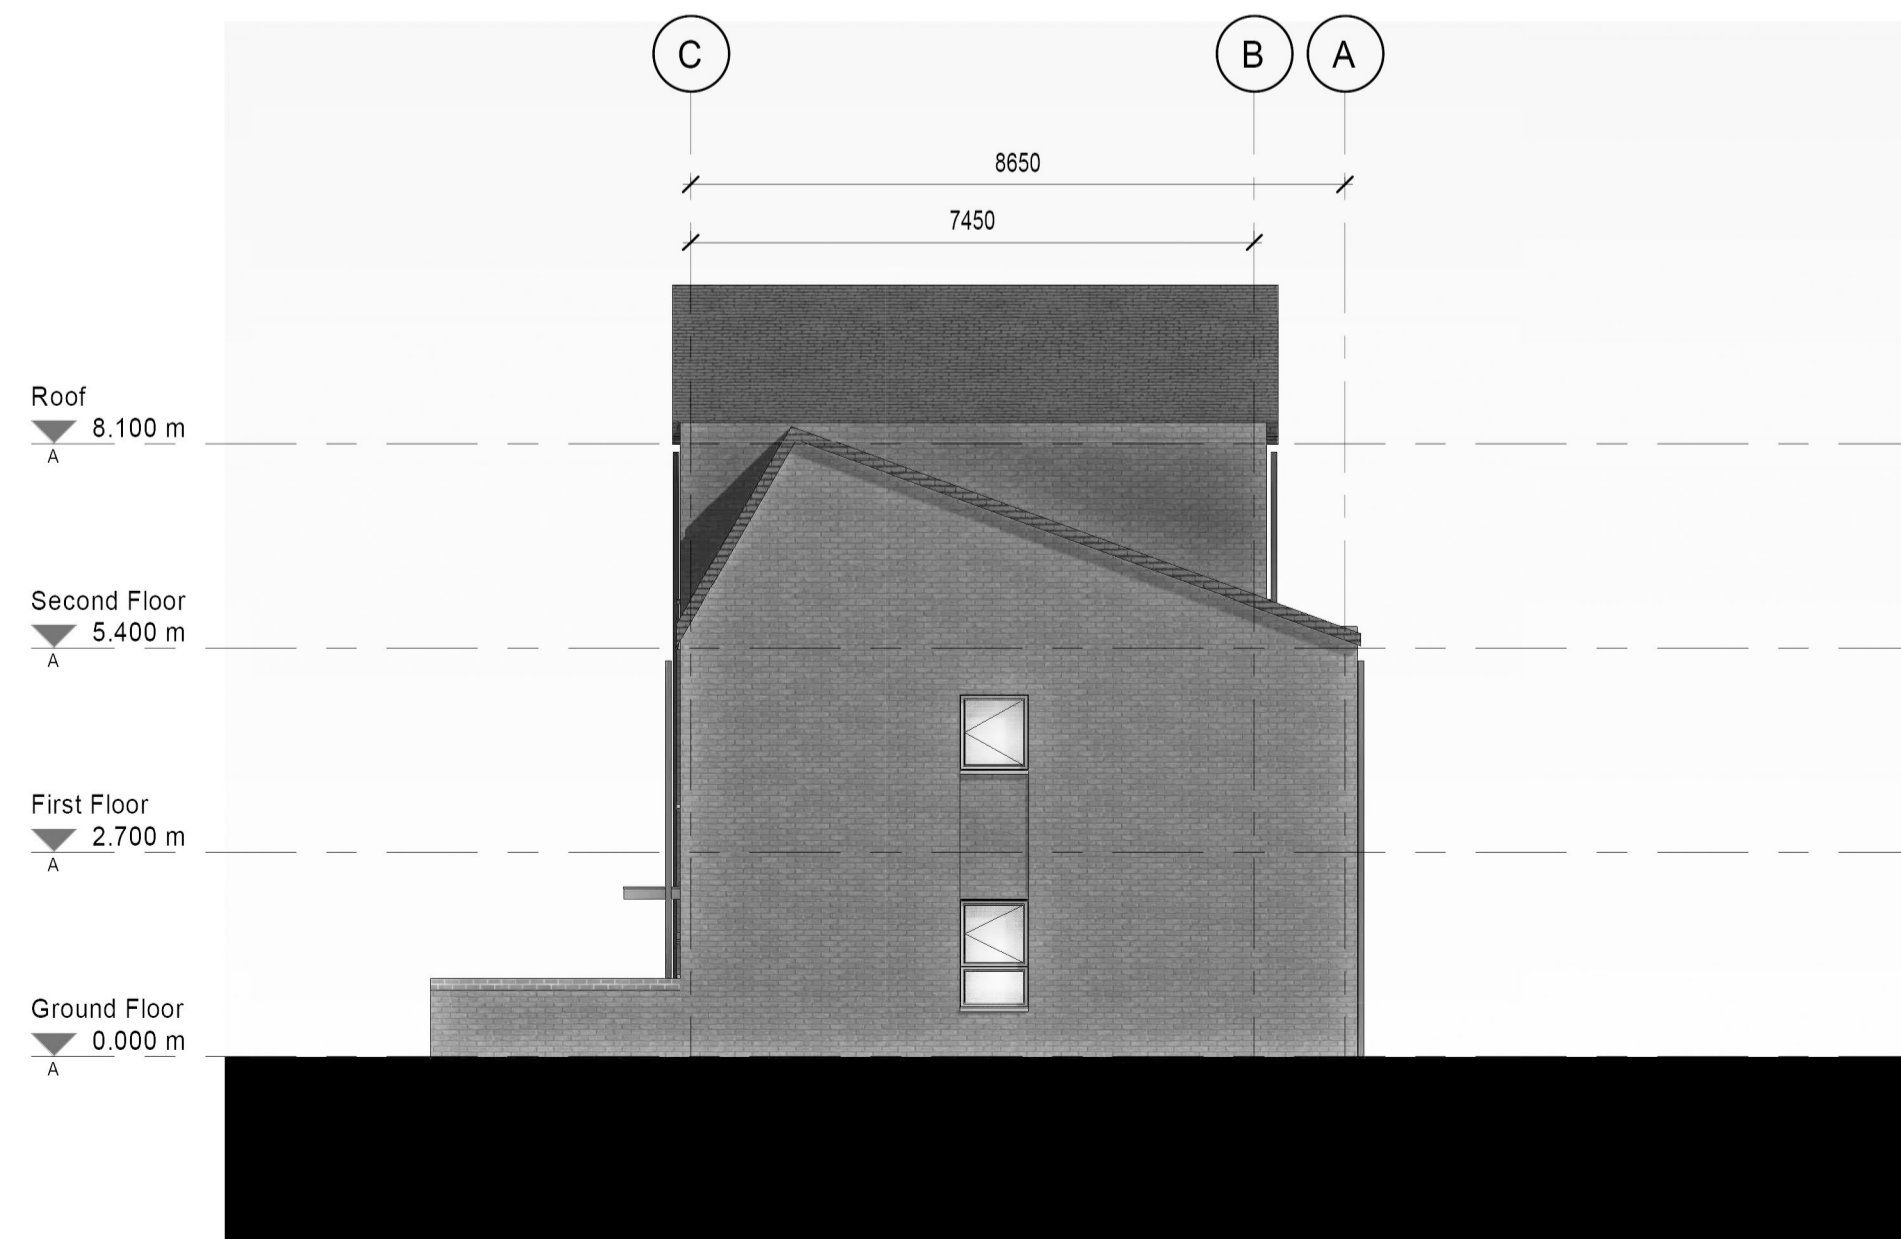 C B A
8650
7450
Roof
8.100 m
A
Second Floor
5.400 m
A
First Floor
2.700 m
A
Ground Floor
0.000 m
A